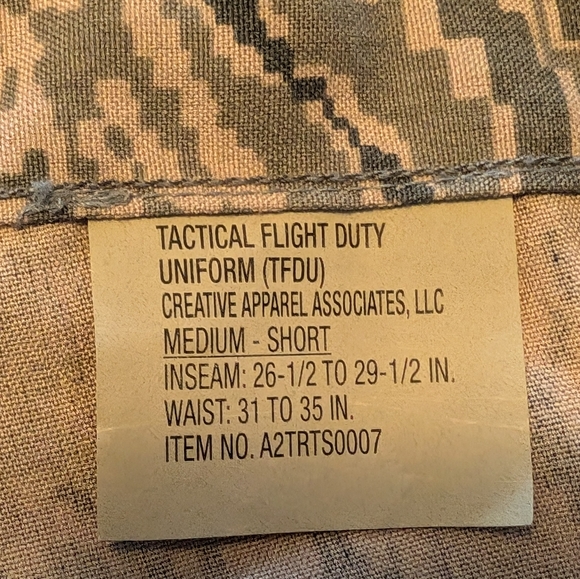 TACTICAL FLIGHT DUTY
UNIFORM (TFDU)
CREATIVE APPAREL ASSOCIATES, LLC
MEDIUM - SHORT
INSEAM: 26-1/2 TO 29-1/2 IN.
WAIST: 31 TO 35 IN.
ITEM NO. A2TRTS0007